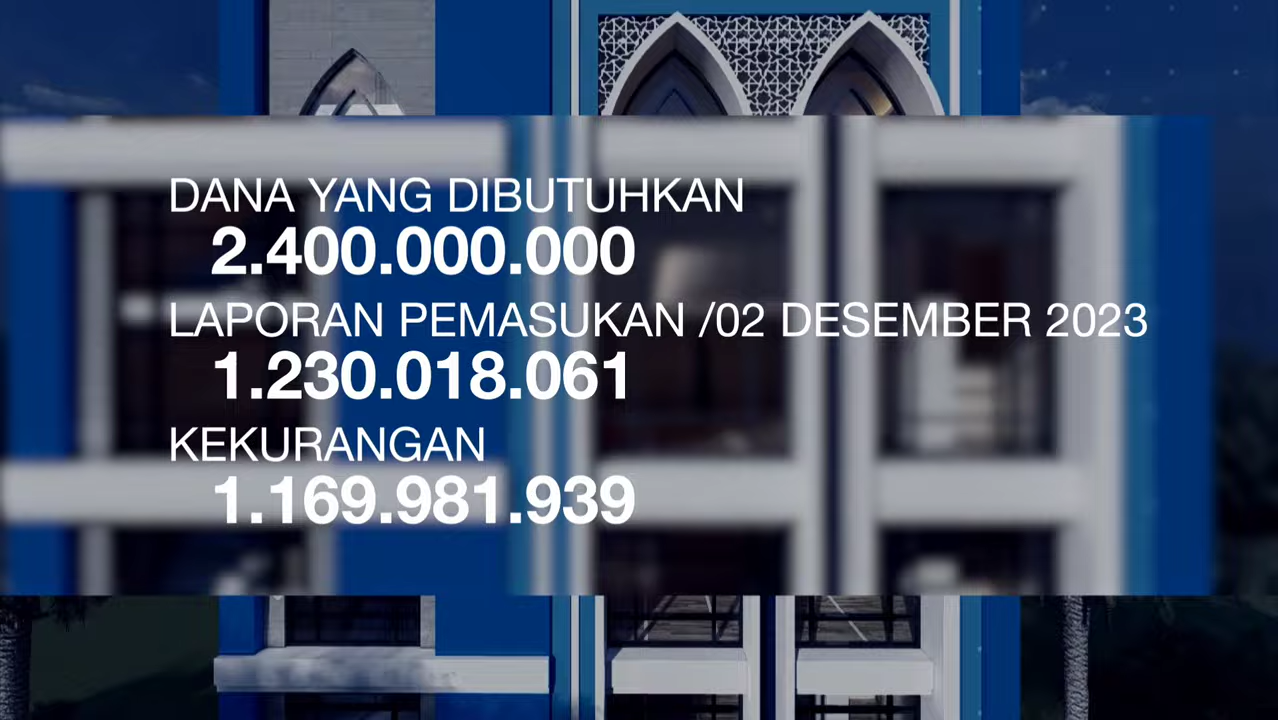 DANA YANG DIBUTUHKAN
2.400.000.000
LAPORAN PEMASUKAN /02 DESEMBER 2023
1.230.018.061
KEKURANGAN
1.169.981.939